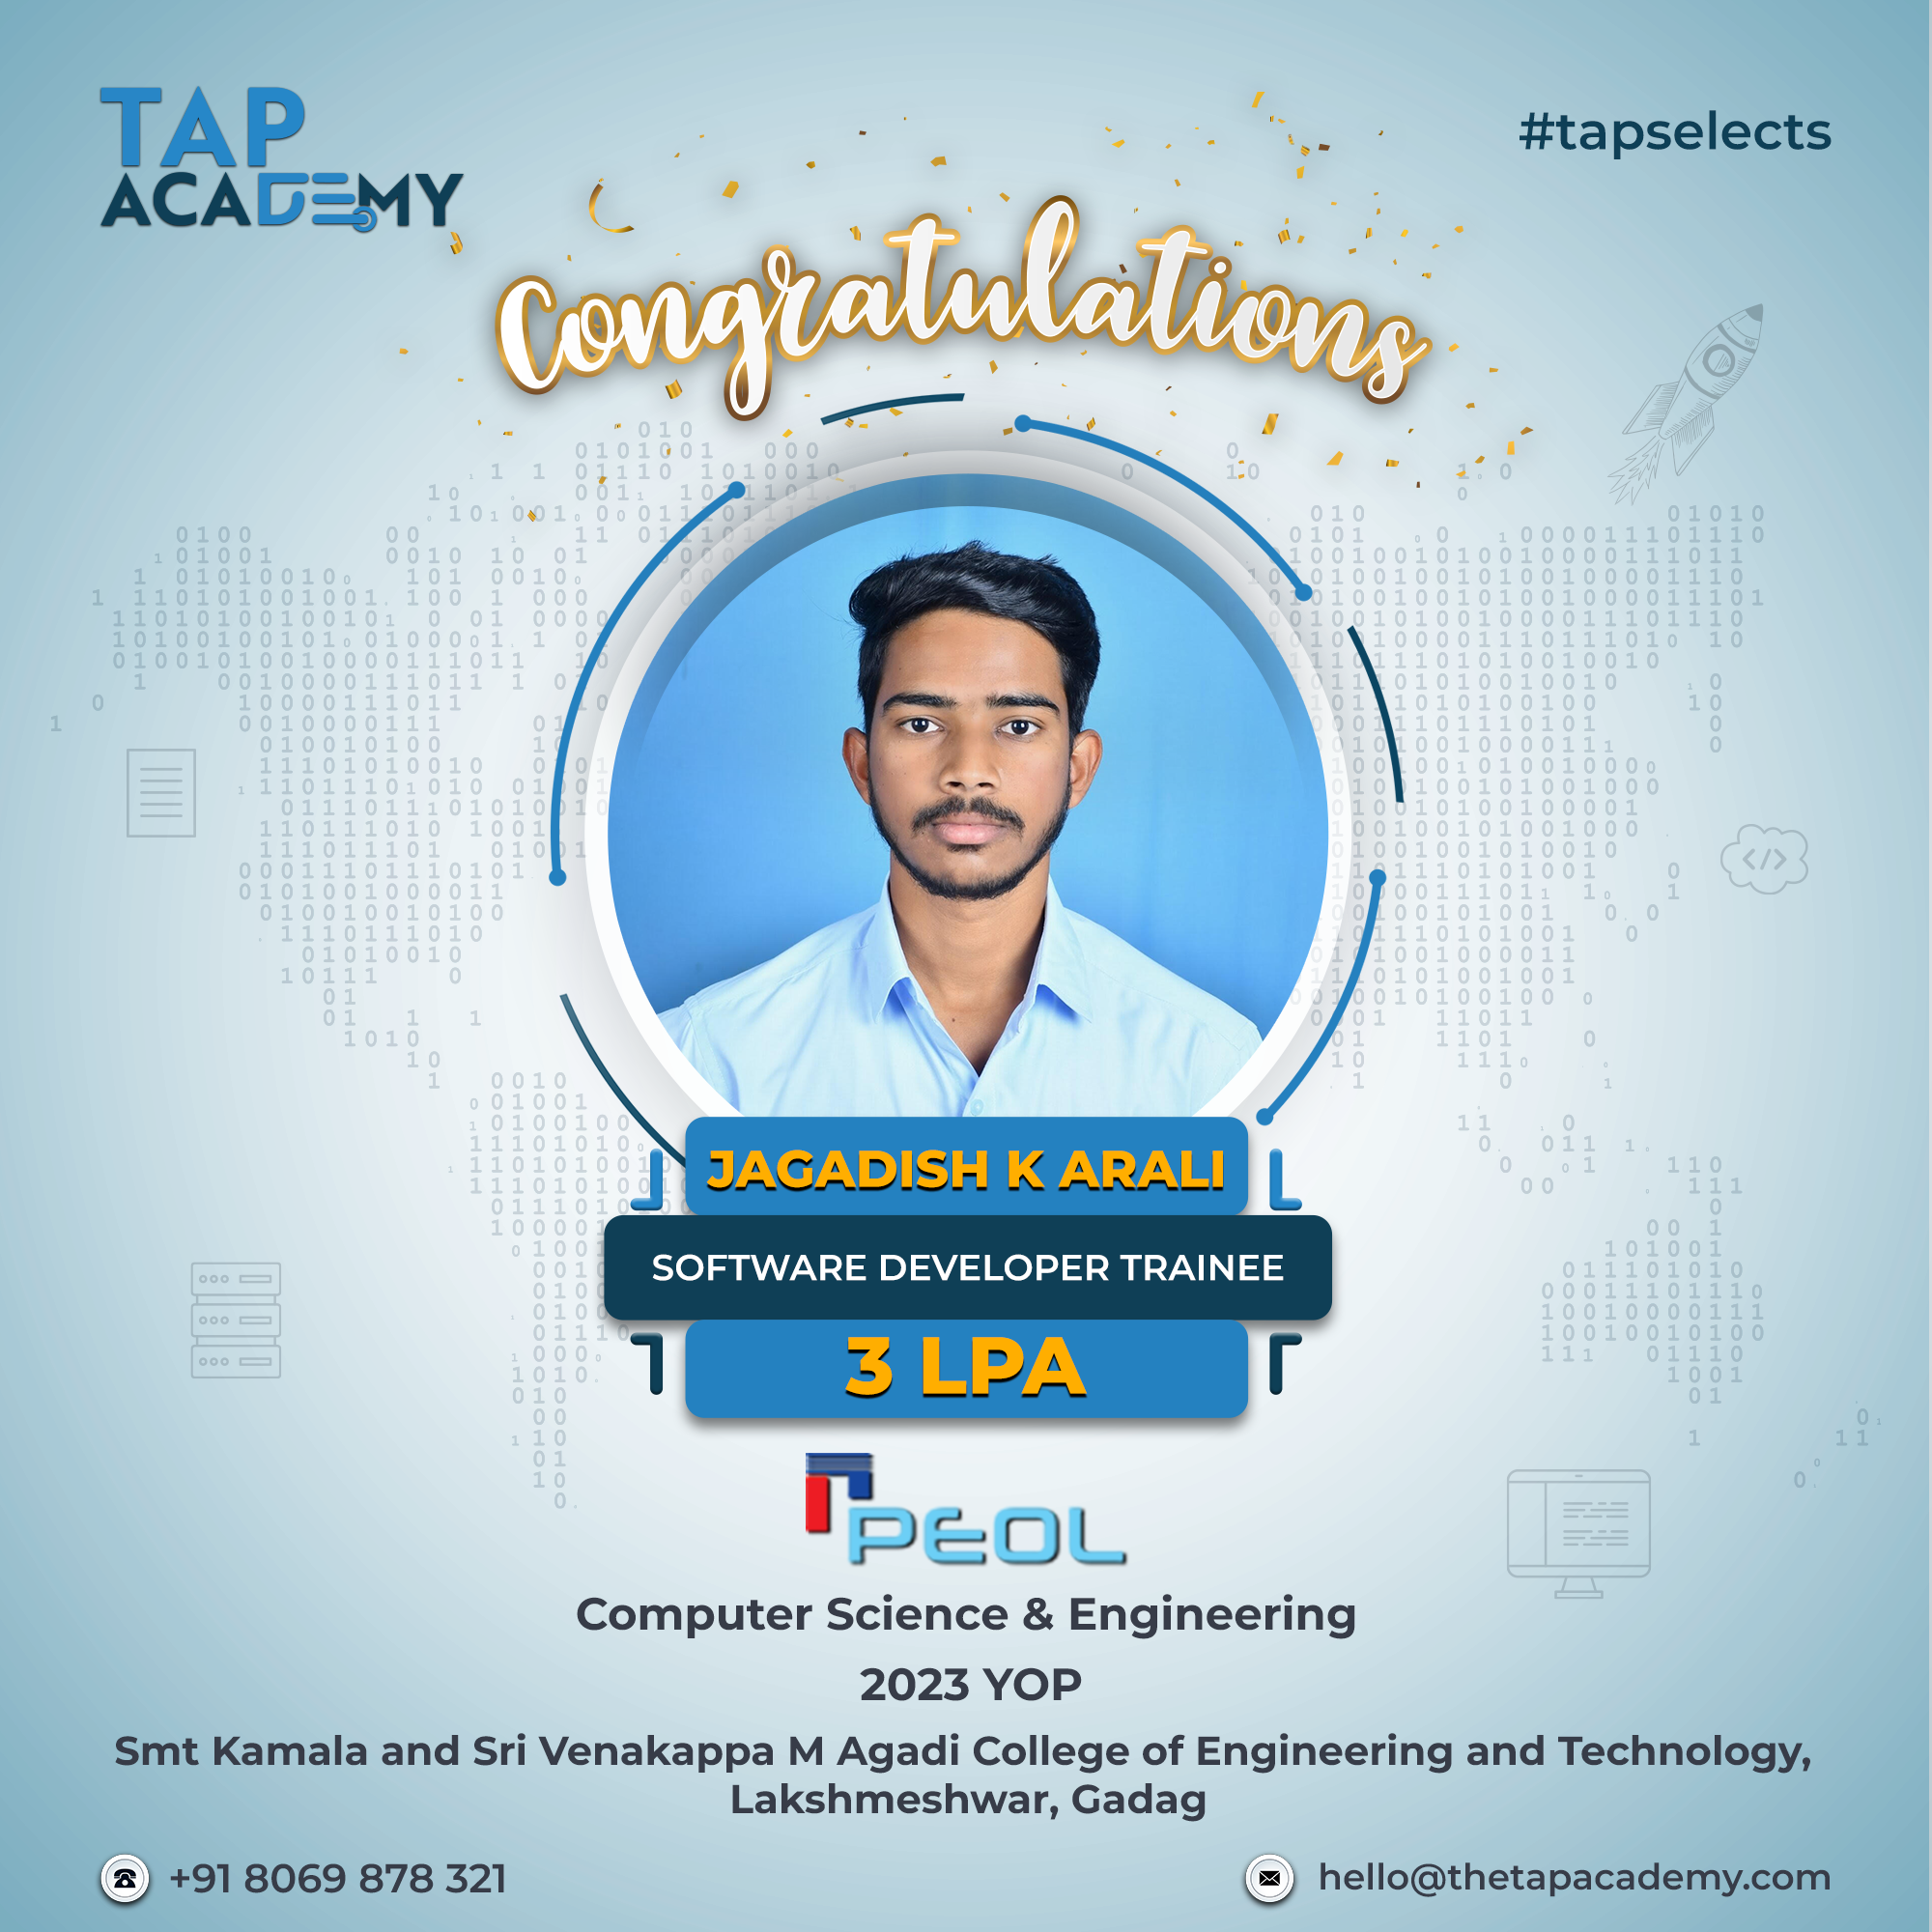 TAP
ACADEMY
#tapselects
Congratulations
JAGADISH K ARALI
SOFTWARE DEVELOPER TRAINEE
3 LPA
PEOL
Computer Science & Engineering
2023 YOP
Smt Kamala and Sri Venakappa M Agadi College of Engineering and Technology,
Lakshmeshwar, Gadag
+91 8069 878 321
hello@thetapacademy.com